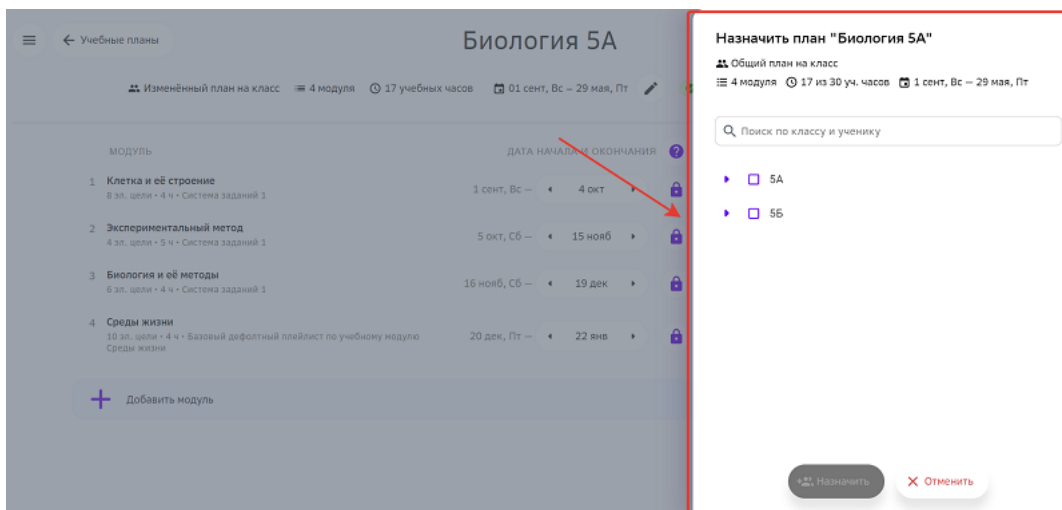 Учебные планы
Биология 5А
Изменённый план на класс 4 модуля 17 учебных часов 01 сент, Вс – 29 мая, Пт
МОДУЛЬ ДАТА НАЧАЛА И ОКОНЧАНИЯ ?
1 Клетка и её строение 1 сент, Вс – 4 окт
6 эл. цели • 4 ч • Система заданий 1
2 Экспериментальный метод 5 окт, Сб – 15 нояб
4 эл. цели • 5 ч • Система заданий 1
3 Биология и её методы 16 нояб, Сб – 19 дек
6 эл. цели • 4 ч • Система заданий 1
4 Среды жизни 20 дек, Пт – 22 янв
10 эл. цели • 4 ч • Базовый дефолтный плейлист по учебному модулю
Среды жизни
Добавить модуль
Назначить план "Биология 5А"
Общий план на класс
4 модуля 17 из 30 уч. часов 1 сент, Вс – 29 мая, Пт
Поиск по классу и ученику
5А
5Б
Назначить Отменить